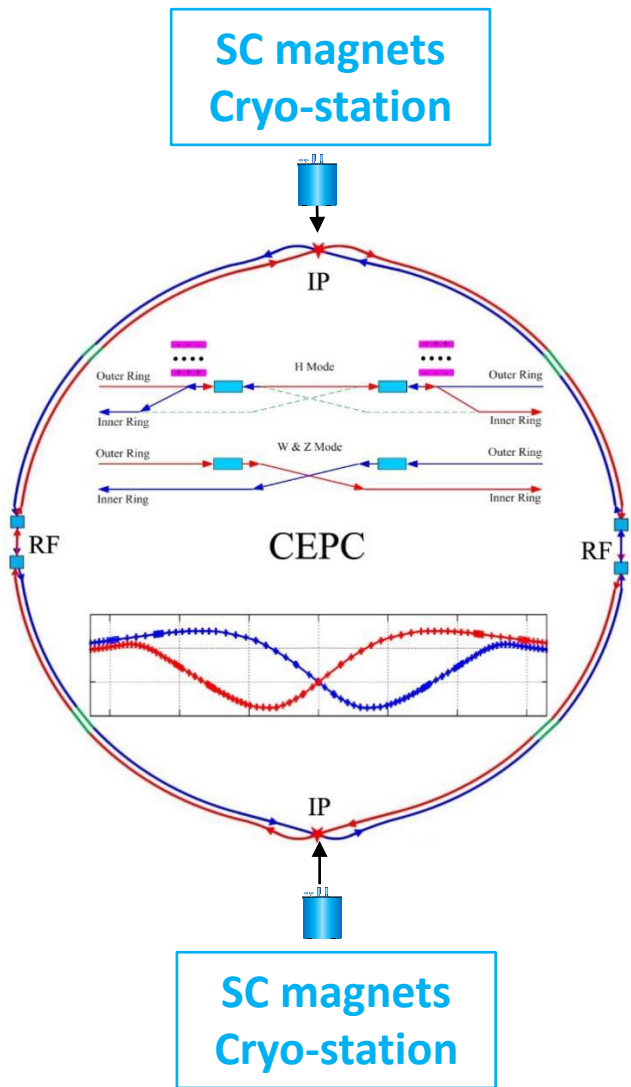 SC magnets
Cryo-station
IP
H Mode
Outer Ring
Outer Ring
Inner Ring
Inner Ring
W & Z Mode
Outer Ring
Outer Ring
Inner Ring
Inner Ring
RF
CEPC
RF
IP
SC magnets
Cryo-station